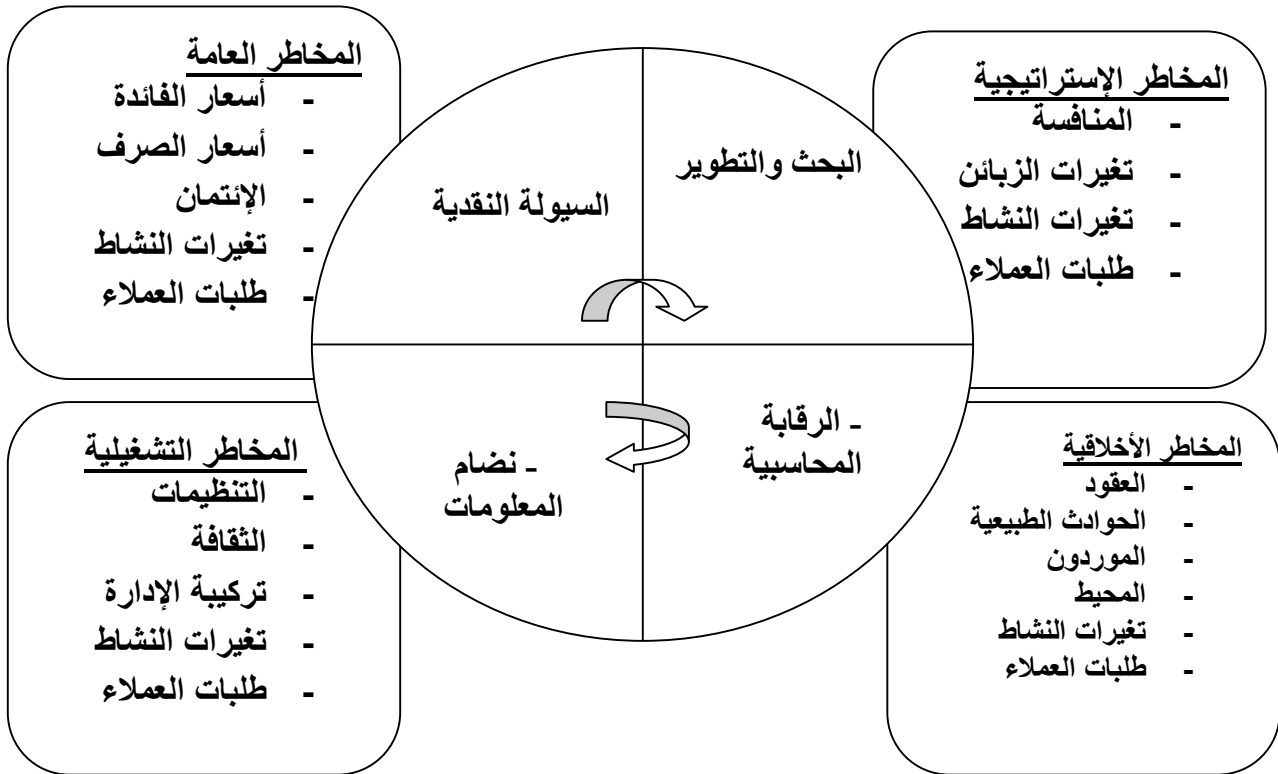 المخاطر العامة
- أسعار الفائدة
- أسعار الصرف
- الإئتمان
- تغيرات النشاط
- طلبات العملاء
المخاطر الإستراتيجية
- المنافسة
- تغيرات الزبائن
- تغيرات النشاط
- طلبات العملاء
البحث والتطوير
السيولة النقدية
- الرقابة
المحاسبية
- نضام
المعلومات
المخاطر الأخلاقية
- العقود
- الحوادث الطبيعية
- الموردون
- المحيط
- تغيرات النشاط
- طلبات العملاء
المخاطر التشغيلية
- التنظيمات
- الثقافة
- تركيبة الإدارة
- تغيرات النشاط
- طلبات العملاء